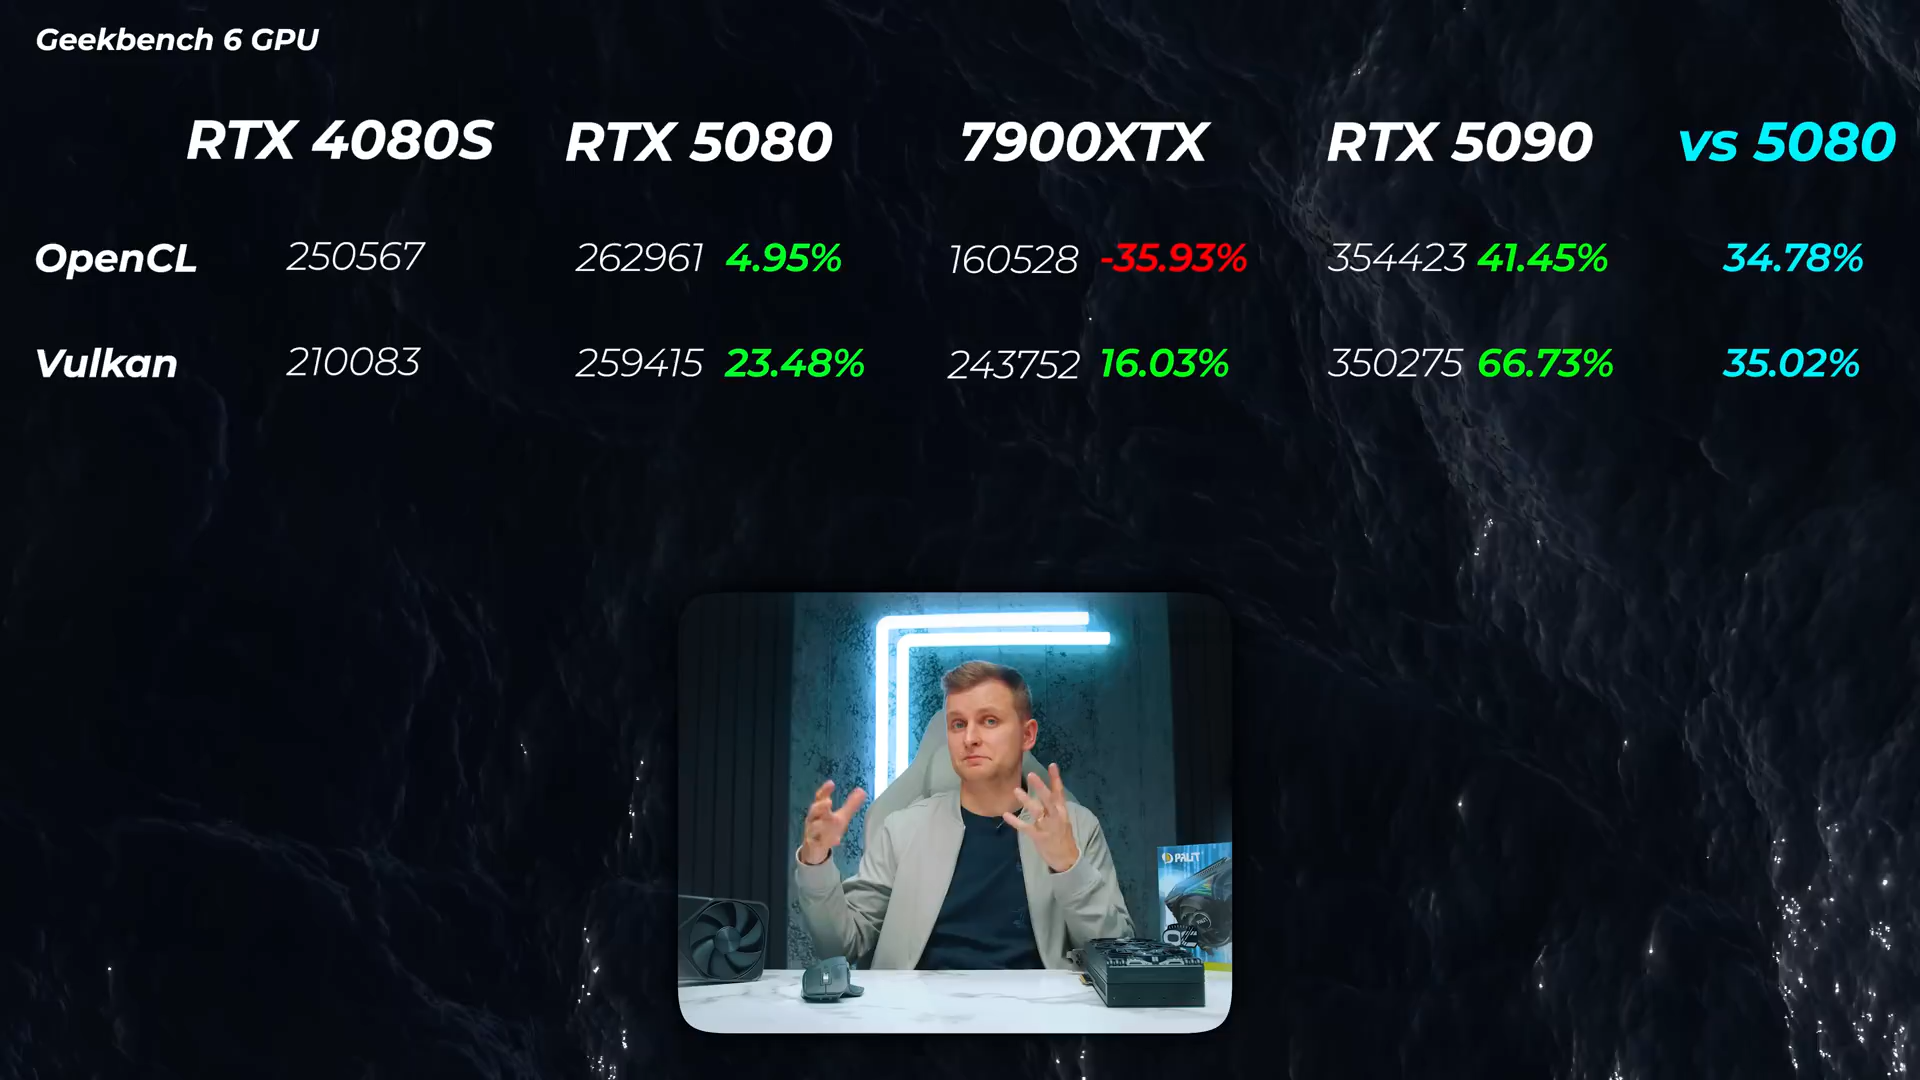 Geekbench 6 GPU
RTX 4080S RTX 5080 7900XTX RTX 5090 vs 5080
OpenCL 250567 262961 4.95% 160528 -35.93% 354423 41.45% 34.78%
Vulkan 210083 259415 23.48% 243752 16.03% 350275 66.73% 35.02%
PALIT
OC